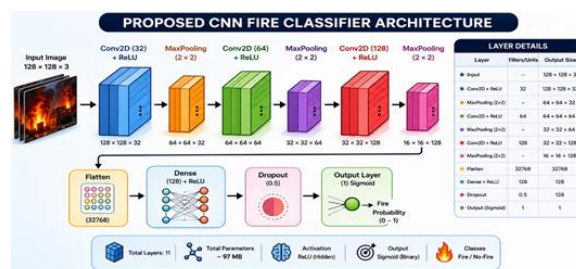 PROPOSED CNN FIRE CLASSIFIER ARCHITECTURE
Input Image
128 × 128 × 3
Conv2D (32)
+ ReLU
128 × 128 × 32
MaxPooling
(2 × 2)
64 × 64 × 32
Conv2D (64)
+ ReLU
64 × 64 × 64
MaxPooling
(2 × 2)
32 × 32 × 64
Conv2D (128)
+ ReLU
32 × 32 × 128
MaxPooling
(2 × 2)
16 × 16 × 128
Flatten
(32768)
Dense
(128) + ReLU
Dropout
(0.5)
Output Layer
(1) Sigmoid
Fire
Probability
(0 – 1)
LAYER DETAILS
Layer Filters/Units Output Size
Input - 128 × 128 × 3
Conv2D + ReLU 32 128 × 128 × 32
MaxPooling (2×2) - 64 × 64 × 32
Conv2D + ReLU 64 64 × 64 × 64
MaxPooling (2×2) - 32 × 32 × 64
Conv2D + ReLU 128 32 × 32 × 128
MaxPooling (2×2) - 16 × 16 × 128
Flatten 32768 32768
Dense + ReLU 128 128
Dropout 0.5 128
Output (Sigmoid) 1 1
Total Layers: 11
Total Parameters
~ 97 MB
Activation
ReLU (Hidden)
Output
Sigmoid (Binary)
Classes
Fire / No-Fire